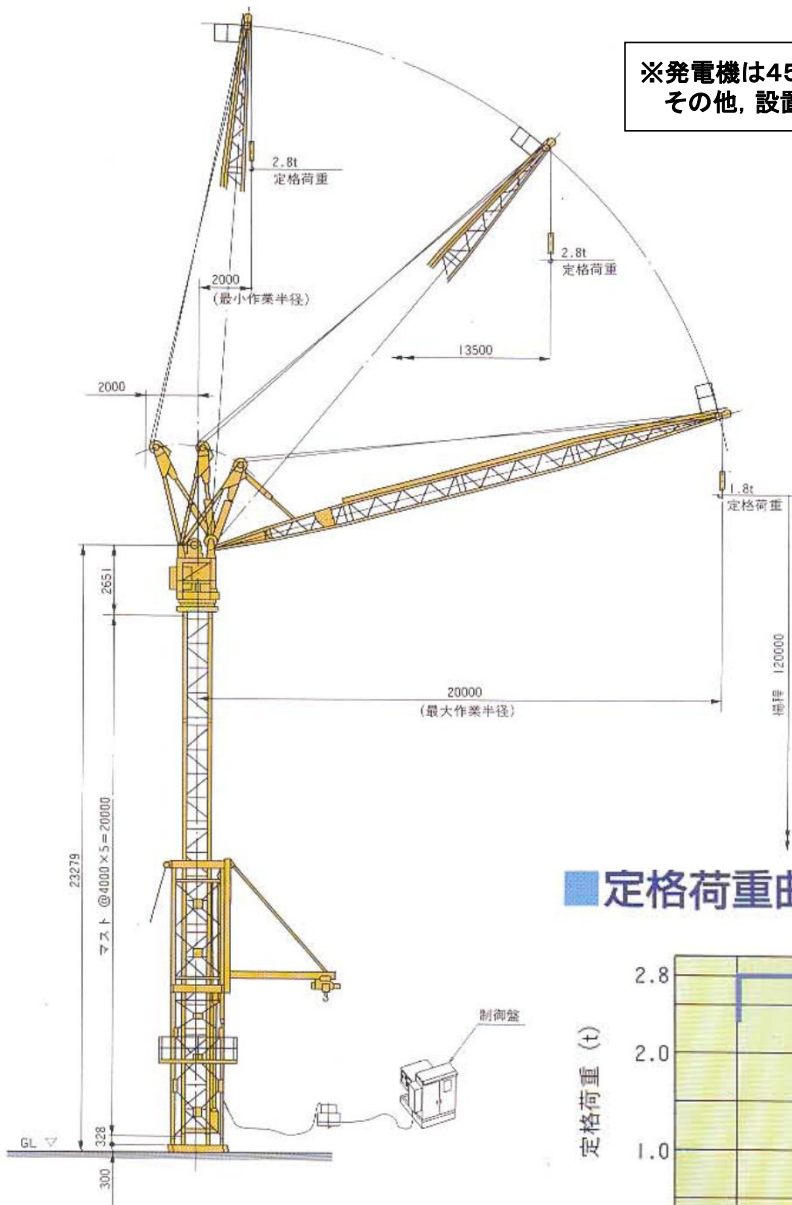 ※発電機は45
その他, 設置
2.8t
定格荷重
2000
(最小作業半径)
2.8t
定格荷重
13500
2000
1.8t
定格荷重
2651
20000
(最大作業半径)
揚程 120000
23279
マスト @4000×5=20000
■定格荷重曲
2.8
2.0
1.0
定格荷重 (t)
制御盤
328
GL ▽
300